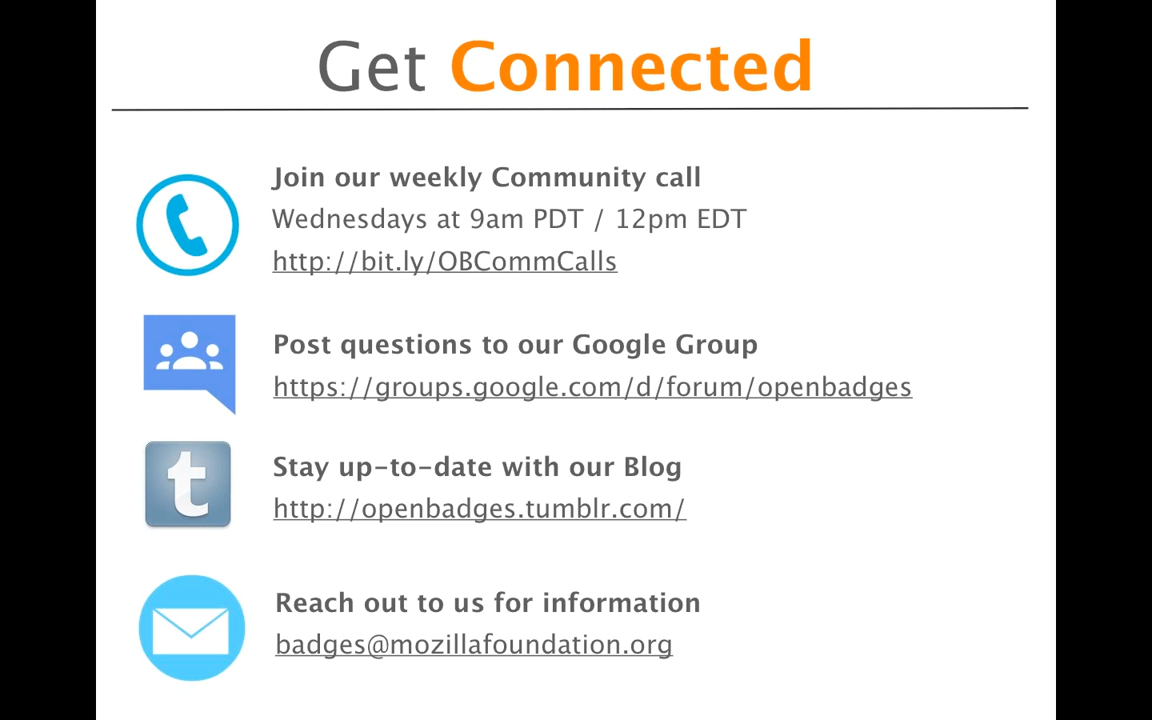 Get Connected
Join our weekly Community call
Wednesdays at 9am PDT / 12pm EDT
http://bit.ly/OBCommCalls
Post questions to our Google Group
https://groups.google.com/d/forum/openbadges
t
Stay up-to-date with our Blog
http://openbadges.tumblr.com/
Reach out to us for information
badges@mozillafoundation.org